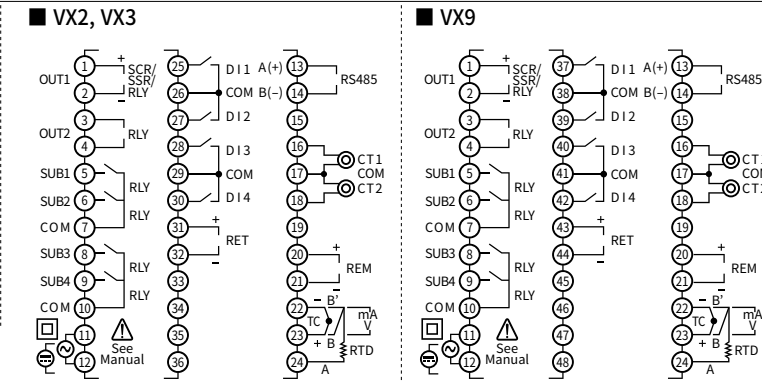 ■ VX2, VX3
OUT1 1 + SCR/ SSR/ 25 DI1 A(+) 13 RS485
2 − RLY 26 COM B(−) 14
OUT2 3 RLY 27 DI2 15
4 28 DI3 16 CT1
SUB1 5 RLY 29 COM 17 COM
SUB2 6 RLY 30 DI4 18 CT2
COM 7 31 + RET 19
SUB3 8 RLY 32 − 20 + REM
SUB4 9 RLY 33 21 −
COM 10 34 22 − B' TC mA V
11 See 35 23 + B RTD
12 Manual 36 24 A
■ VX9
OUT1 1 + SCR/ SSR/ 37 DI1 A(+) 13 RS485
2 − RLY 38 COM B(−) 14
OUT2 3 RLY 39 DI2 15
4 40 DI3 16
SUB1 5 RLY 41 COM 17
SUB2 6 RLY 42 DI4 18
COM 7 43 + RET 19
SUB3 8 RLY 44 − 20 + REM
SUB4 9 RLY 45 21 −
COM 10 46 22 − B' TC mA V
11 See 47 23 + B RTD
12 Manual 48 24 A